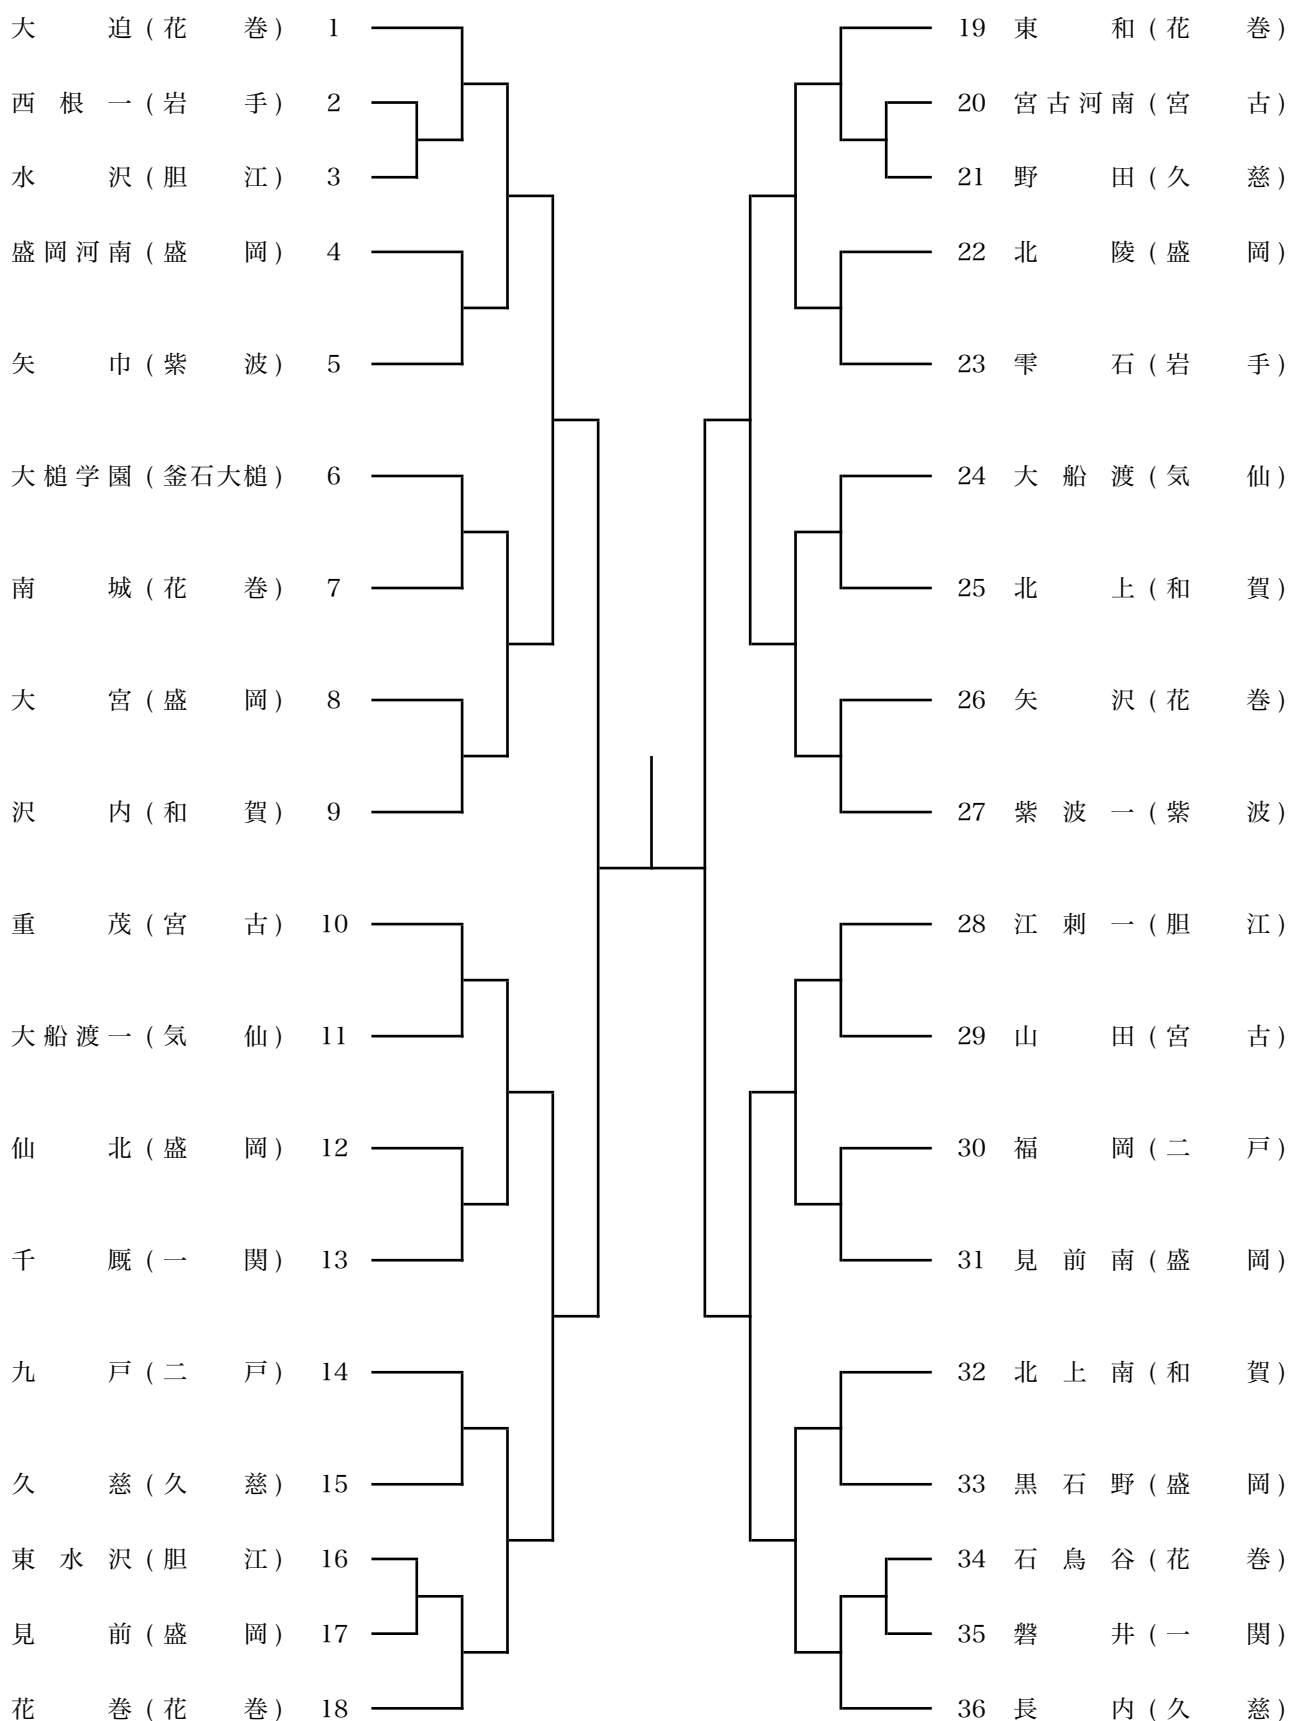 大迫(花巻) 1
西根一(岩手) 2
水沢(胆江) 3
盛岡河南(盛岡) 4
矢巾(紫波) 5
大槌学園(釜石大槌) 6
南城(花巻) 7
大宮(盛岡) 8
沢内(和賀) 9
重茂(宮古) 10
大船渡一(気仙) 11
仙北(盛岡) 12
千厩(一関) 13
九戸(二戸) 14
久慈(久慈) 15
東水沢(胆江) 16
見前(盛岡) 17
花巻(花巻) 18
19 東和(花巻)
20 宮古河南(宮古)
21 野田(久慈)
22 北陵(盛岡)
23 雫石(岩手)
24 大船渡(気仙)
25 北上(和賀)
26 矢沢(花巻)
27 紫波一(紫波)
28 江刺一(胆江)
29 山田(宮古)
30 福岡(二戸)
31 見前南(盛岡)
32 北上南(和賀)
33 黒石野(盛岡)
34 石鳥谷(花巻)
35 磐井(一関)
36 長内(久慈)